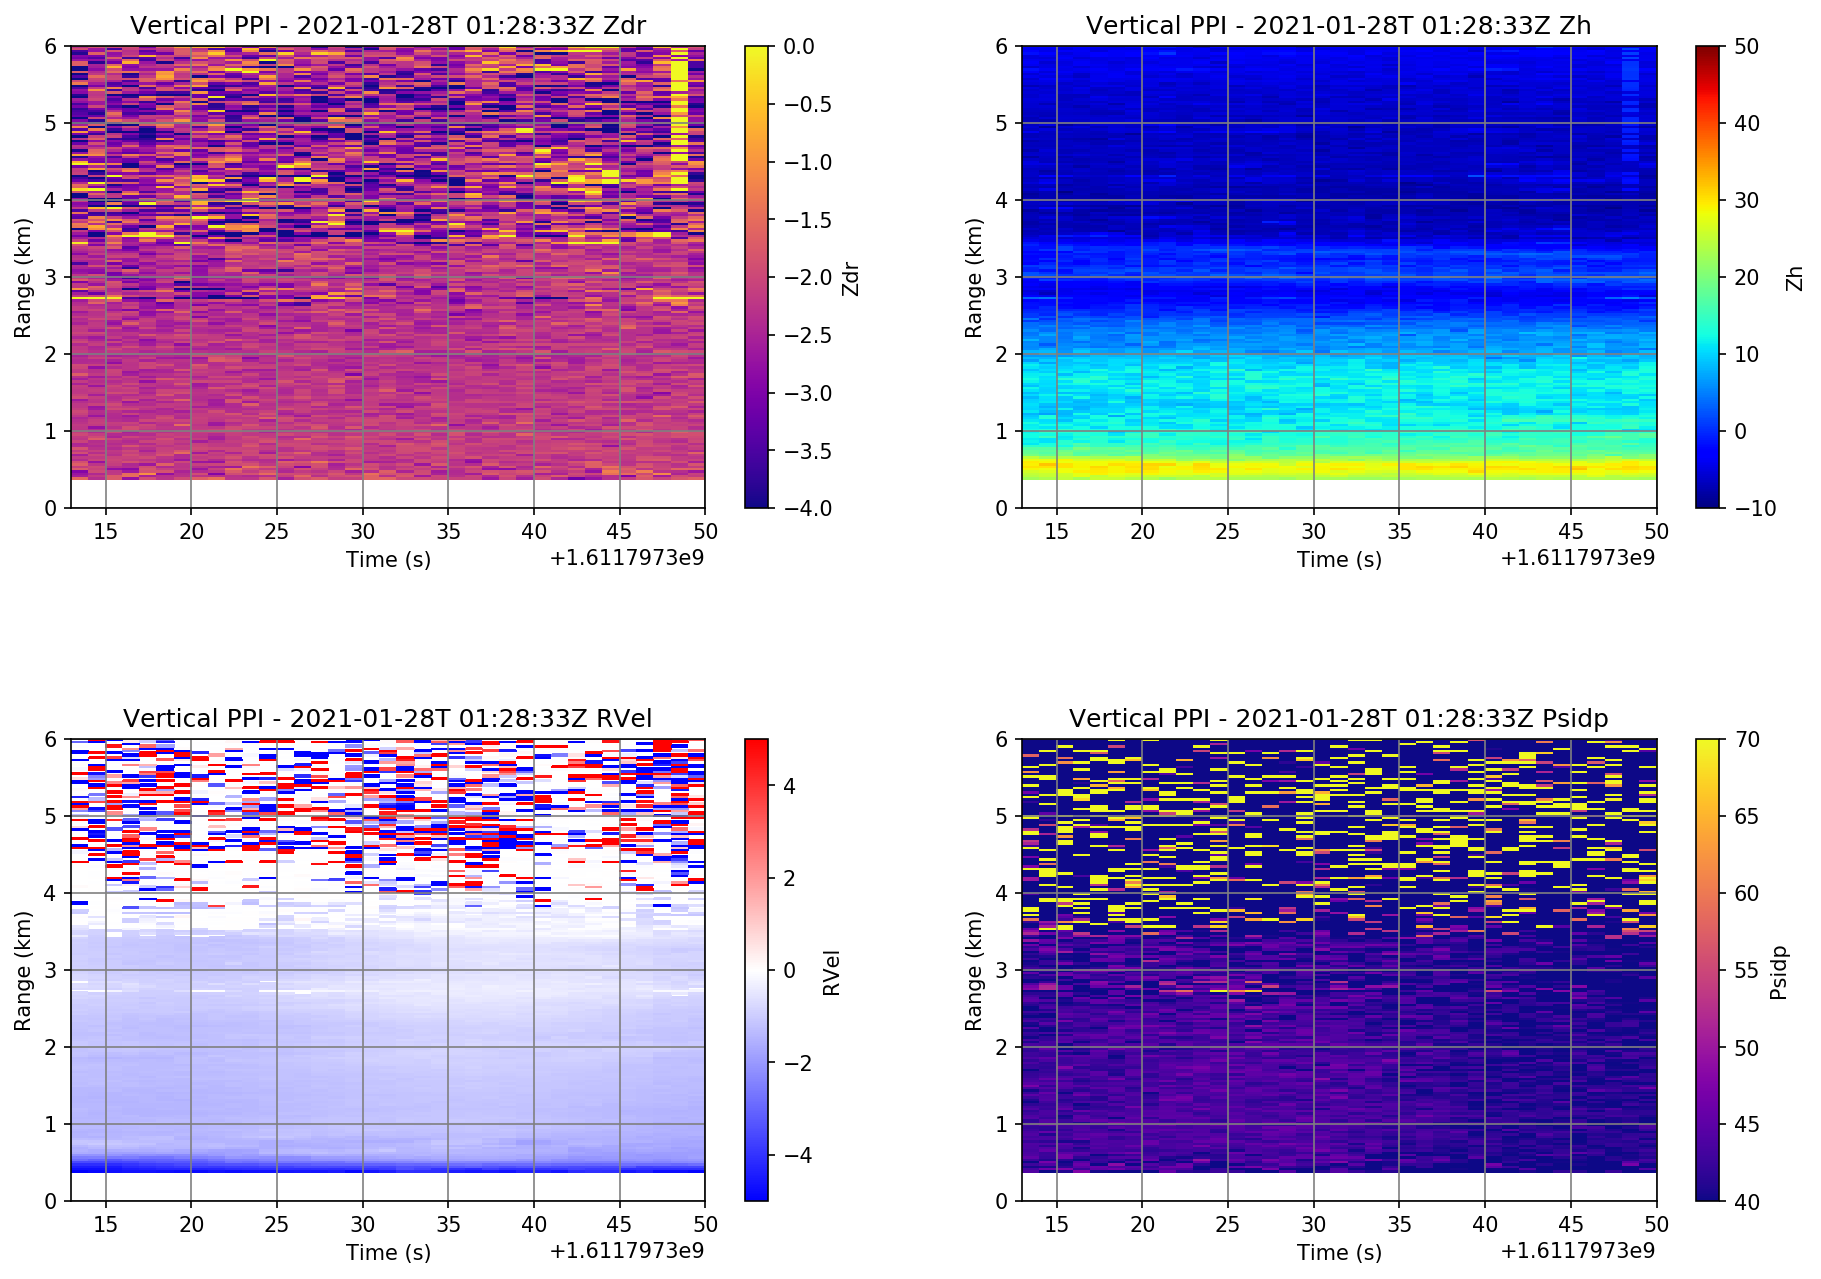 Vertical PPI - 2021-01-28T 01:28:33Z Zdr
6
5
4
3
2
1
0
Range (km)
15 20 25 30 35 40 45 50
Time (s)
+1.6117973e9
0.0
−0.5
−1.0
−1.5
−2.0
−2.5
−3.0
−3.5
−4.0
Zdr
Vertical PPI - 2021-01-28T 01:28:33Z Zh
6
5
4
3
2
1
0
Range (km)
15 20 25 30 35 40 45 50
Time (s)
+1.6117973e9
50
40
30
20
10
0
−10
Zh
Vertical PPI - 2021-01-28T 01:28:33Z RVel
6
5
4
3
2
1
0
Range (km)
15 20 25 30 35 40 45 50
Time (s)
+1.6117973e9
4
2
0
−2
−4
RVel
Vertical PPI - 2021-01-28T 01:28:33Z Psidp
6
5
4
3
2
1
0
Range (km)
15 20 25 30 35 40 45 50
Time (s)
+1.6117973e9
70
65
60
55
50
45
40
Psidp